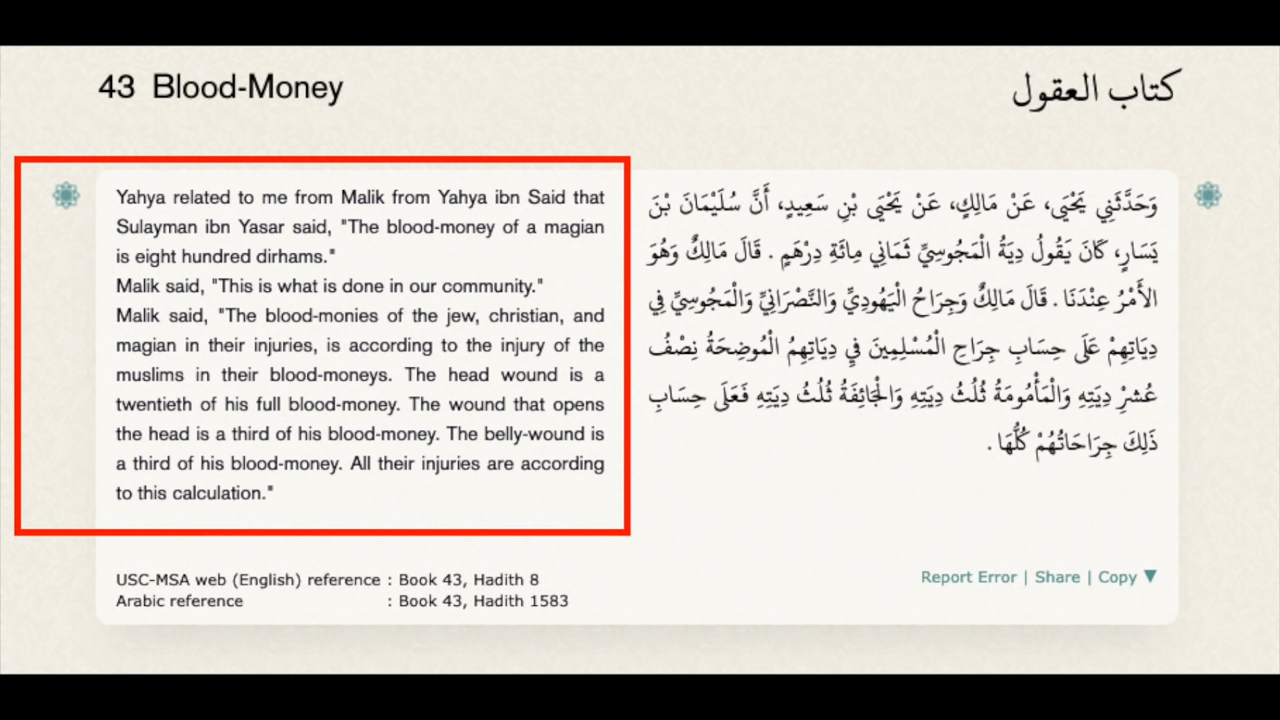 43 Blood-Money
كتاب العقول
Yahya related to me from Malik from Yahya ibn Said that
Sulayman ibn Yasar said, "The blood-money of a magian
is eight hundred dirhams."
Malik said, "This is what is done in our community."
Malik said, "The blood-monies of the jew, christian, and
magian in their injuries, is according to the injury of the
muslims in their blood-moneys. The head wound is a
twentieth of his full blood-money. The wound that opens
the head is a third of his blood-money. The belly-wound is
a third of his blood-money. All their injuries are according
to this calculation."
وَحَدَّثَنِي يَحْيَى، عَنْ مَالِكٍ، عَنْ يَحْيَى بْنِ سَعِيدٍ، أَنَّ سُلَيْمَانَ بْنَ
يَسَارٍ، كَانَ يَقُولُ دِيَةُ الْمَجُوسِيِّ ثَمَانِي مِائَةِ دِرْهَمٍ ‏.‏ قَالَ مَالِكٌ وَهُوَ
الأَمْرُ عِنْدَنَا ‏.‏ قَالَ مَالِكٌ وَجِرَاحُ الْيَهُودِيِّ وَالنَّصْرَانِيِّ وَالْمَجُوسِيِّ فِي
دِيَاتِهِمْ عَلَى حِسَابِ جِرَاحِ الْمُسْلِمِينَ فِي دِيَاتِهِمُ الْمُوضِحَةُ نِصْفُ
عُشْرِ دِيَتِهِ وَالْمَأْمُومَةُ ثُلُثُ دِيَتِهِ وَالْجَائِفَةُ ثُلُثُ دِيَتِهِ فَعَلَى حِسَابِ
ذَلِكَ جِرَاحَاتُهُمْ كُلُّهَا ‏.‏
USC-MSA web (English) reference : Book 43, Hadith 8
Arabic reference : Book 43, Hadith 1583
Report Error | Share | Copy ▼